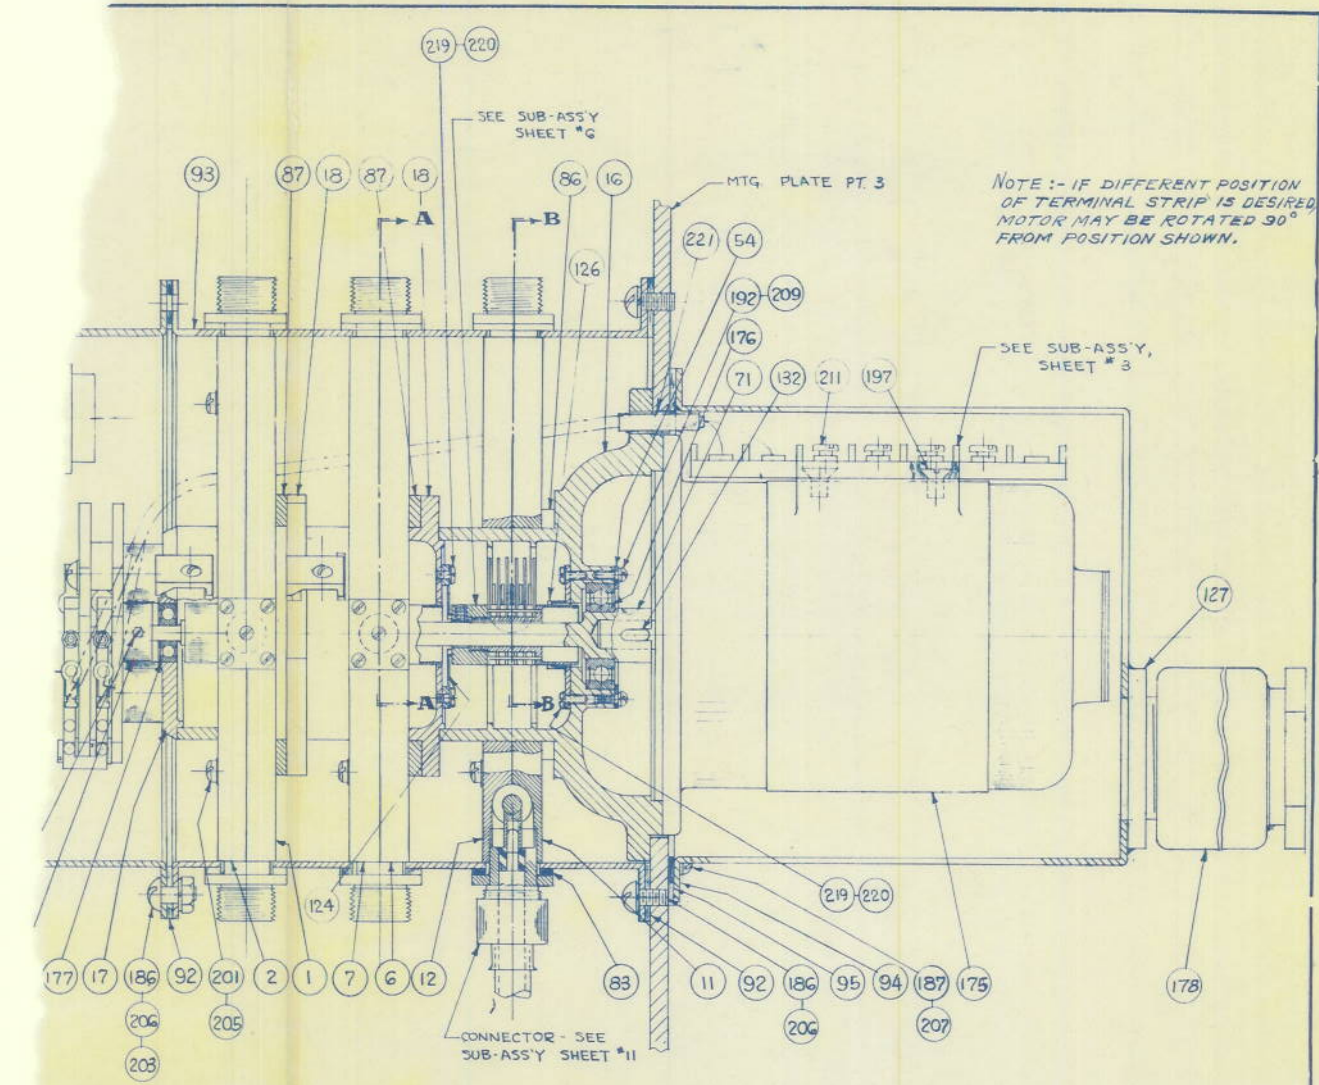 219 220
SEE SUB-ASS'Y
SHEET #6
93 87 18 87 18 86 16
MTG. PLATE PT. 3
NOTE :- IF DIFFERENT POSITION
OF TERMINAL STRIP IS DESIRED,
MOTOR MAY BE ROTATED 90°
FROM POSITION SHOWN.
A B
221 54
126
192 209
176
SEE SUB-ASS'Y,
SHEET #3
71 132 211 197
127
A B
124
219 220
177 17 186 92 201 2 1 7 6 12 83 11 92 186 95 94 187 175 178
206 205 206 207
203
CONNECTOR - SEE
SUB-ASS'Y SHEET #11